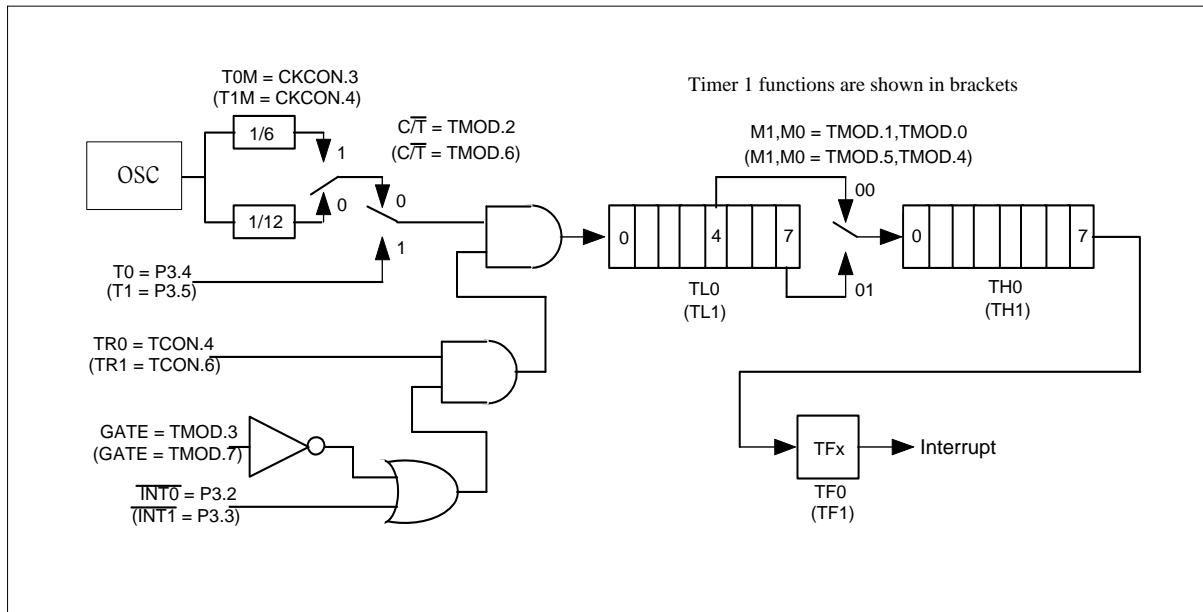 T0M = CKCON.3
(T1M = CKCON.4)
Timer 1 functions are shown in brackets
1/6
C/T̅ = TMOD.2
(C/T̅ = TMOD.6)
M1,M0 = TMOD.1,TMOD.0
(M1,M0 = TMOD.5,TMOD.4)
OSC
1
0
1/12
0
1
T0 = P3.4
(T1 = P3.5)
0
4
7
TL0
(TL1)
00
01
0
7
TH0
(TH1)
TR0 = TCON.4
(TR1 = TCON.6)
GATE = TMOD.3
(GATE = TMOD.7)
I̅N̅T̅0̅ = P3.2
(I̅N̅T̅1̅ = P3.3)
TFx
Interrupt
TF0
(TF1)